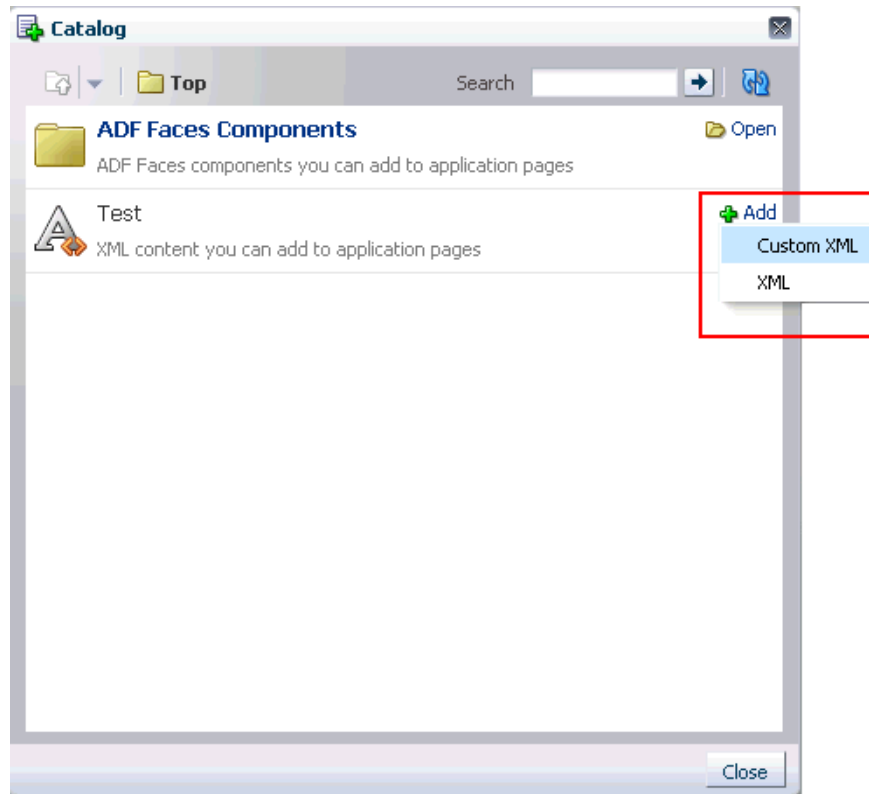 Catalog
Top Search
ADF Faces Components Open
ADF Faces components you can add to application pages
Test Add
XML content you can add to application pages
Custom XML
XML
Close